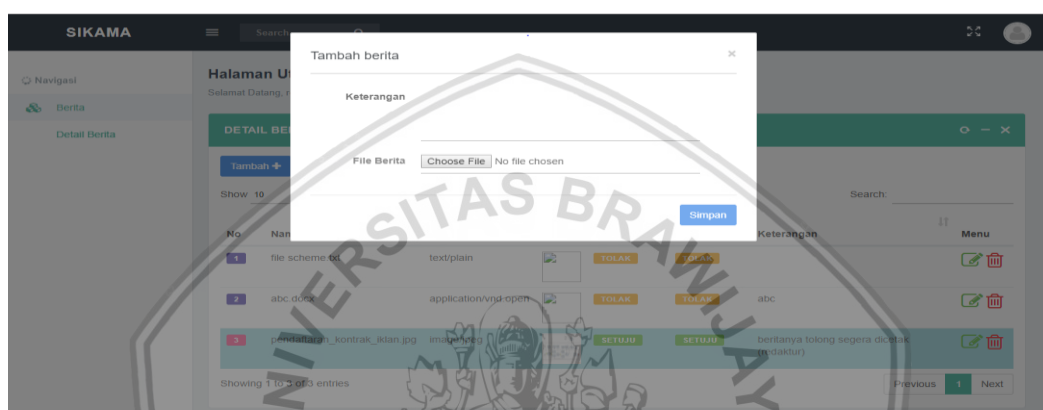 SIKAMA
Search
Tambah berita ×
Navigasi
Halaman U
Selamat Datang,
Keterangan
Berita
Detail Berita
DETAIL BE
File Berita Choose File No file chosen
Tambah +
Show 10 Search:
Simpan
No Nam Keterangan Menu
1 file scheme.txt text/plain TOLAK TOLAK
2 abc.docx application/vnd.open TOLAK TOLAK abc
3 pendaftaran_kontrak_iklan.jpg image/jpeg SETUJU SETUJU beritanya tolong segera dicetak
(redaktur)
Showing 1 to 3 of 3 entries Previous 1 Next
UNIVERSITAS BRAWIJAYA